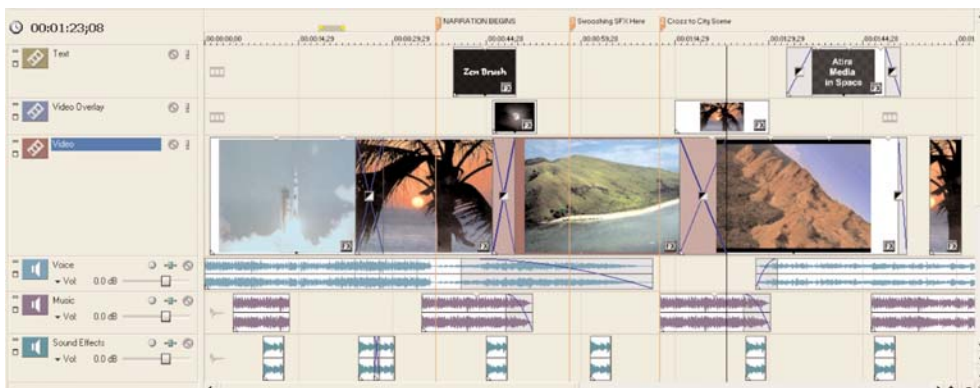 00:01:23;08
NARRATION BEGINS
Swooshing SFX Here
Cross to City Scene
00:00:00;00 00:00:14;29 00:00:29;29 00:00:44;29 00:00:59;28 00:01:14;29 00:01:29;29 00:01:44;29
Text
Zen Brush
Atira
Media
in Space
Video Overlay
Video
Voice
Vol: 0.0 dB
Music
Vol: 0.0 dB
Sound Effects
Vol: 0.0 dB